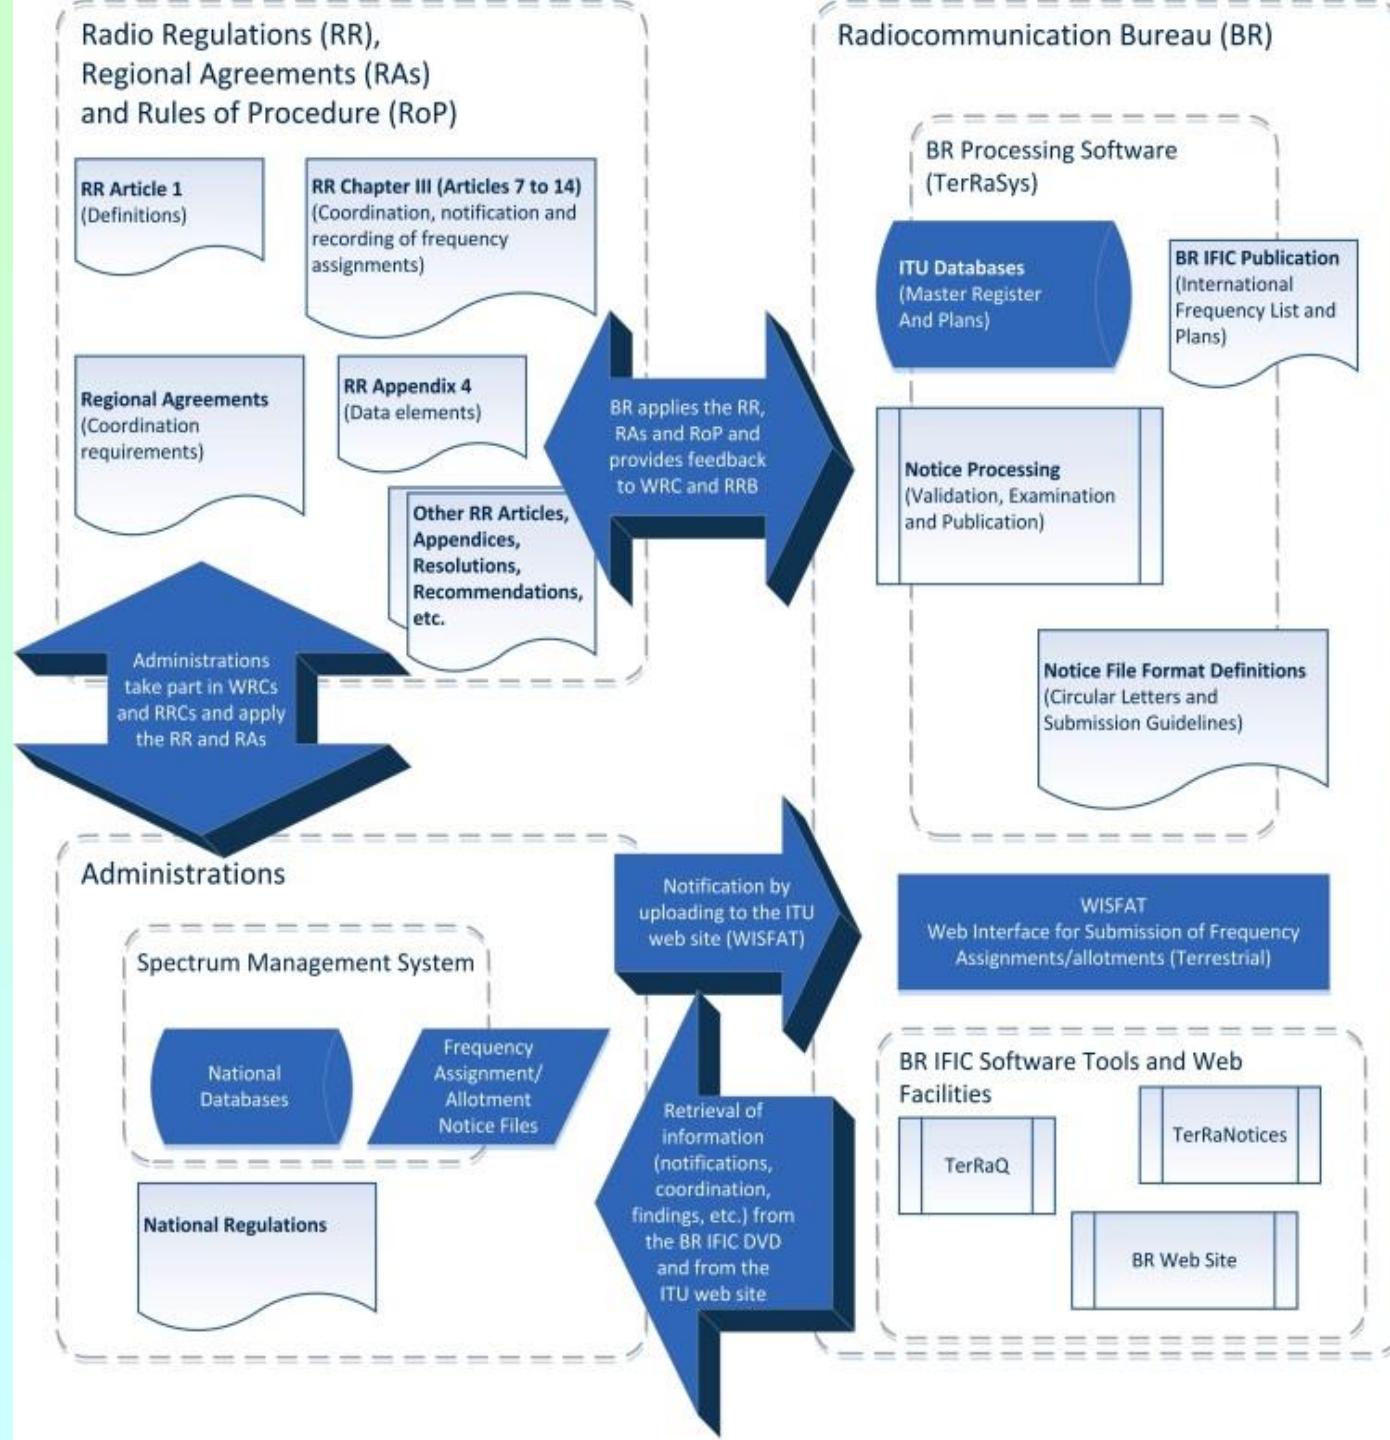 Radio Regulations (RR),
Regional Agreements (RAs)
and Rules of Procedure (RoP)
RR Article 1
(Definitions)
RR Chapter III (Articles 7 to 14)
(Coordination, notification and
recording of frequency
assignments)
Regional Agreements
(Coordination
requirements)
RR Appendix 4
(Data elements)
Other RR Articles,
Appendices,
Resolutions,
Recommendations,
etc.
BR applies the RR,
RAs and RoP and
provides feedback
to WRC and RRB
Radiocommunication Bureau (BR)
BR Processing Software
(TerRaSys)
ITU Databases
(Master Register
And Plans)
BR IFIC Publication
(International
Frequency List and
Plans)
Notice Processing
(Validation, Examination
and Publication)
Notice File Format Definitions
(Circular Letters and
Submission Guidelines)
Administrations
take part in WRCs
and RRCs and apply
the RR and RAs
Administrations
Spectrum Management System
National
Databases
Frequency
Assignment/
Allotment
Notice Files
National Regulations
Notification by
uploading to the ITU
web site (WISFAT)
Retrieval of
information
(notifications,
coordination,
findings, etc.) from
the BR IFIC DVD
and from the
ITU web site
WISFAT
Web Interface for Submission of Frequency
Assignments/allotments (Terrestrial)
BR IFIC Software Tools and Web
Facilities
TerRaQ
TerRaNotices
BR Web Site